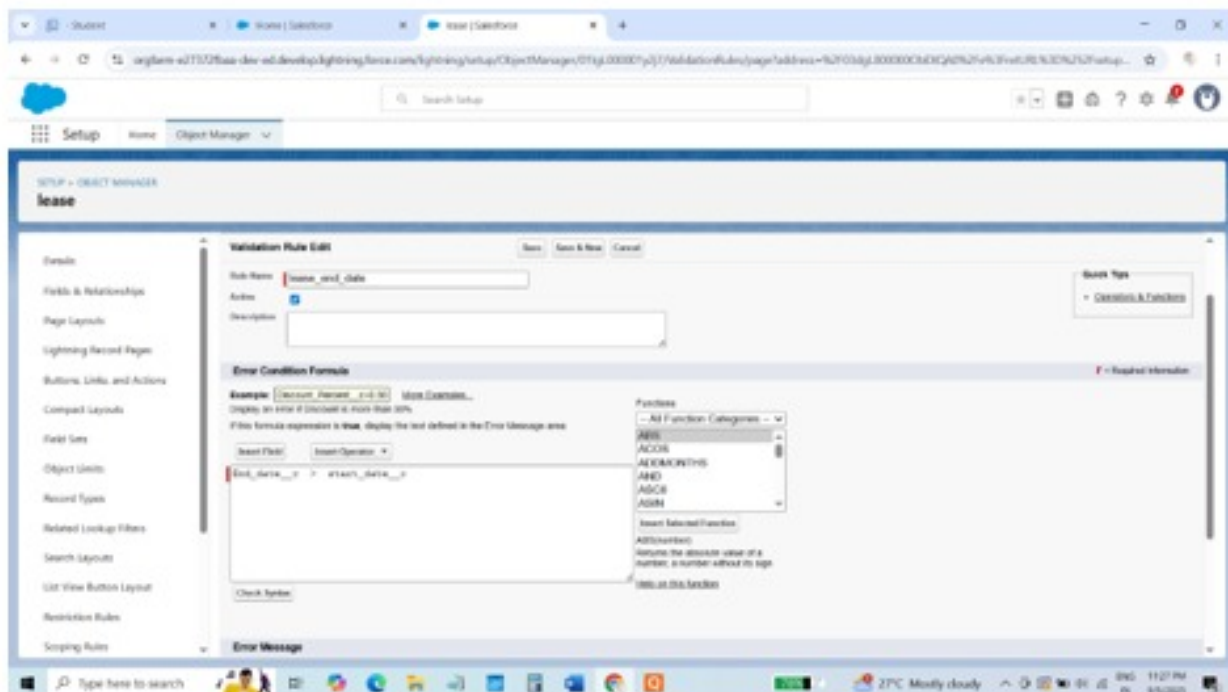 Student
Home | Salesforce
lease | Salesforce
Search Setup
Setup
Home
Object Manager
SETUP > OBJECT MANAGER
lease
Details
Fields & Relationships
Page Layouts
Lightning Record Pages
Buttons, Links, and Actions
Compact Layouts
Field Sets
Object Limits
Record Types
Related Lookup Filters
Search Layouts
List View Button Layout
Restriction Rules
Scoping Rules
Validation Rule Edit
Save
Save & New
Cancel
Rule Name
lease_end_date
Active
Description
Quick Tips
Operators & Functions
Error Condition Formula
= Required Information
Example: Discount_Percent__c>0.30 More Examples...
Display an error if Discount is more than 30%
If this formula expression is true, display the text defined in the Error Message area
Insert Field
Insert Operator
End_date__c > start_date__c
Functions
-- All Function Categories --
ABS
ACOS
ADDMONTHS
AND
ASCII
ASIN
Insert Selected Function
ABS(number)
Returns the absolute value of a
number, a number without its sign
Help on this function
Check Syntax
Error Message
Type here to search
27°C Mostly cloudy
ENG
11:27 PM